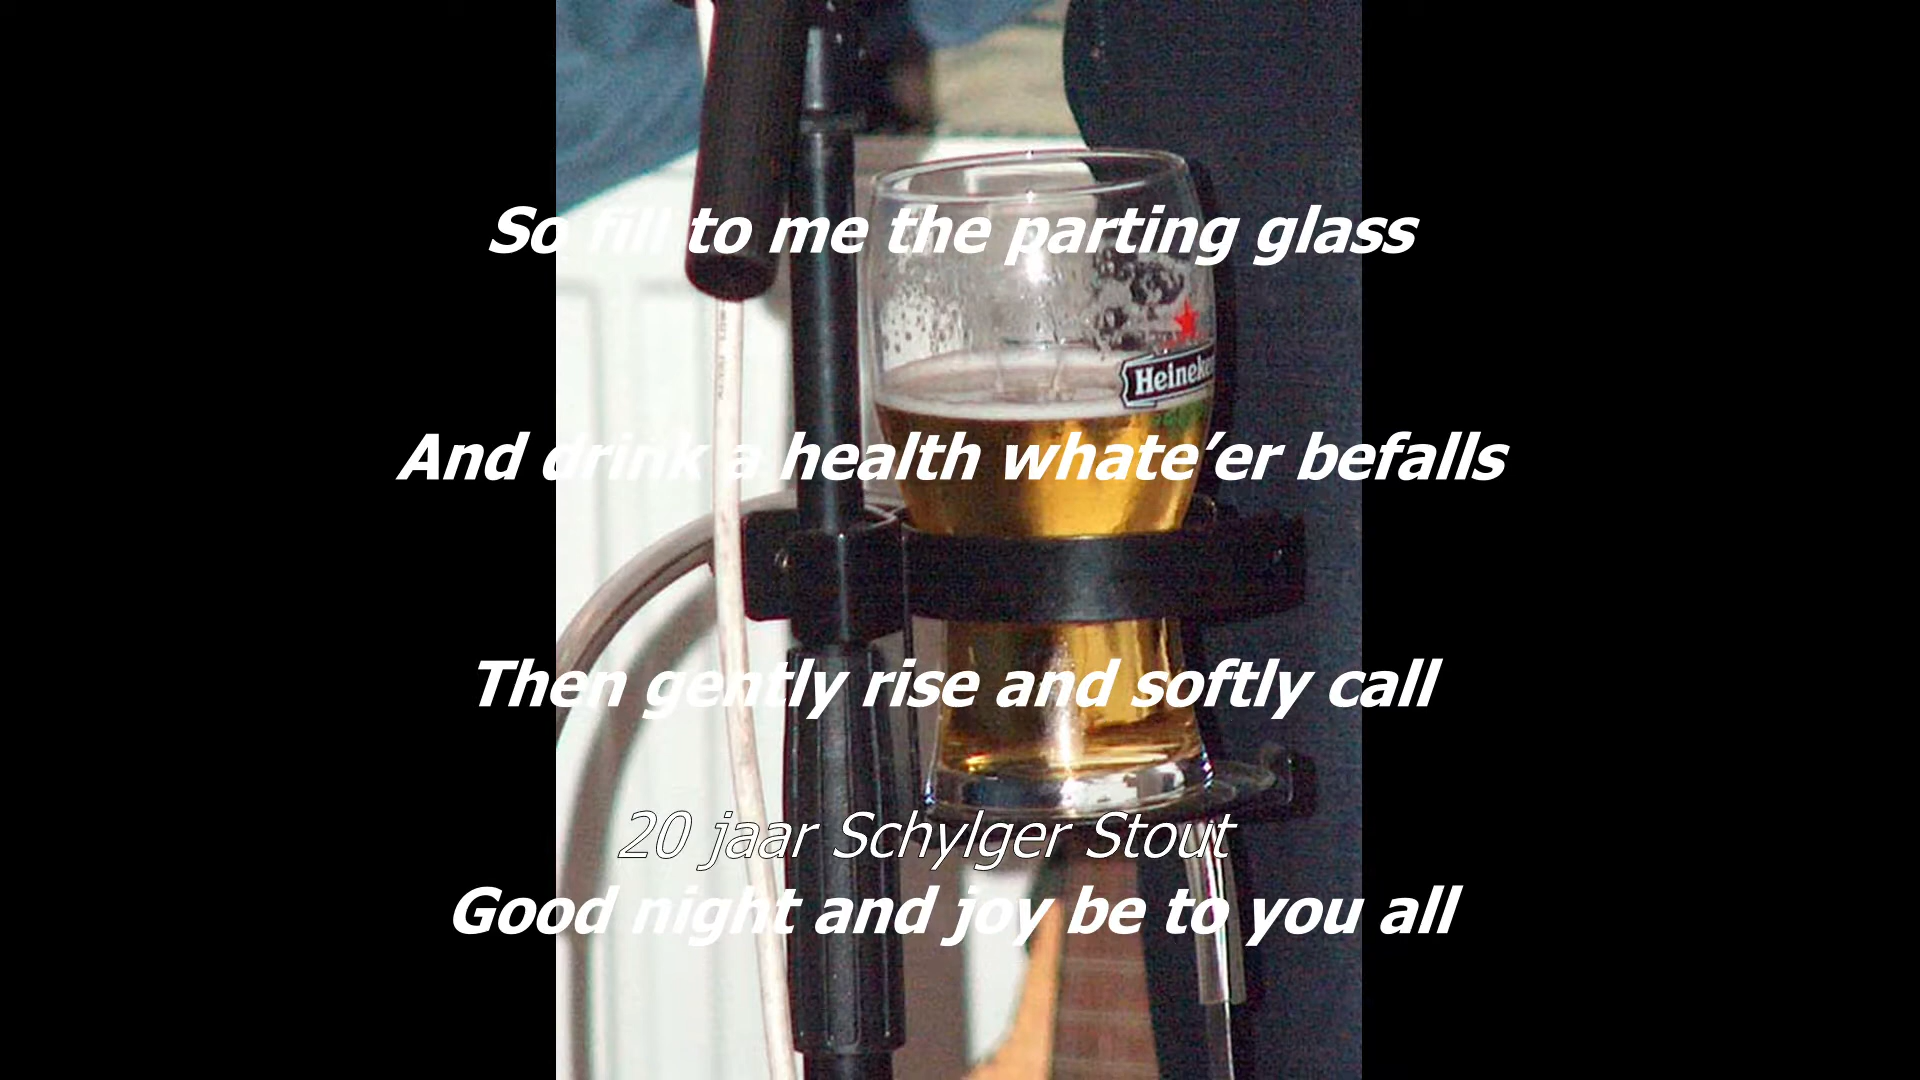 So fill to me the parting glass
Heineke
And drink a health whate’er befalls
Then gently rise and softly call
20 jaar Schylger Stout
Good night and joy be to you all